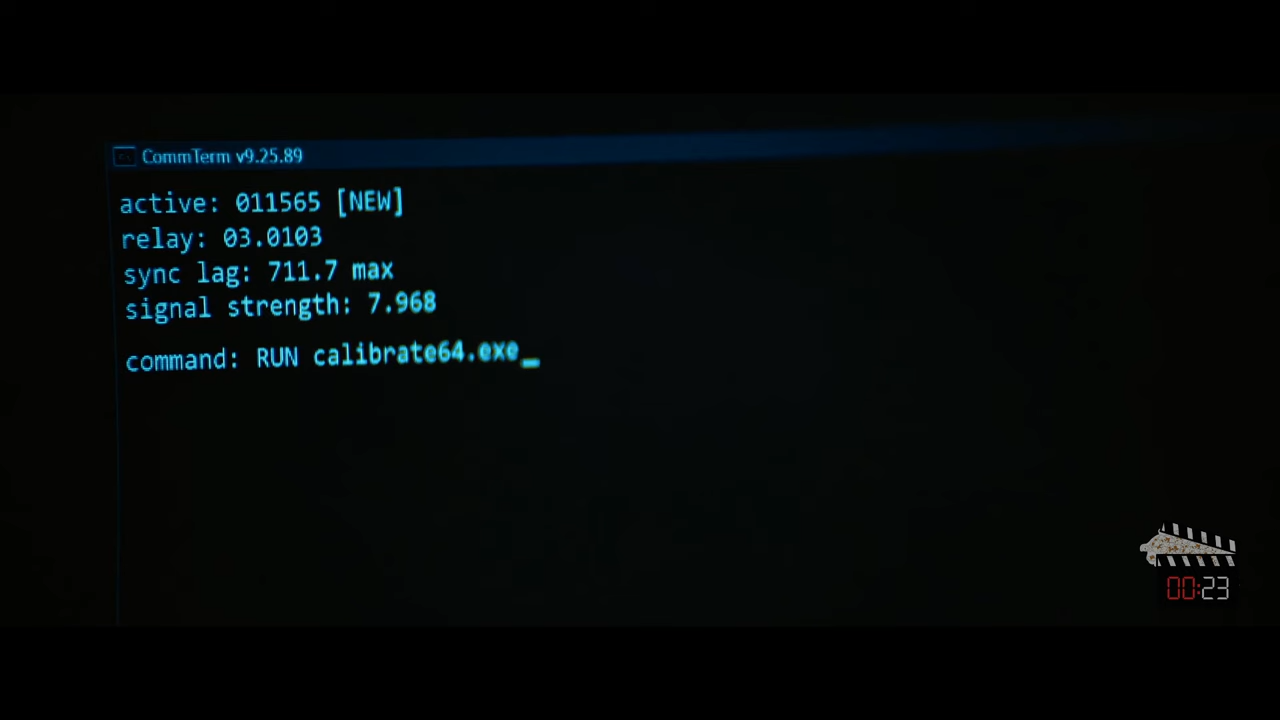 CommTerm v9.25.89
active: 011565 [NEW]
relay: 03.0103
sync lag: 711.7 max
signal strength: 7.968
command: RUN calibrate64.exe_
00:23